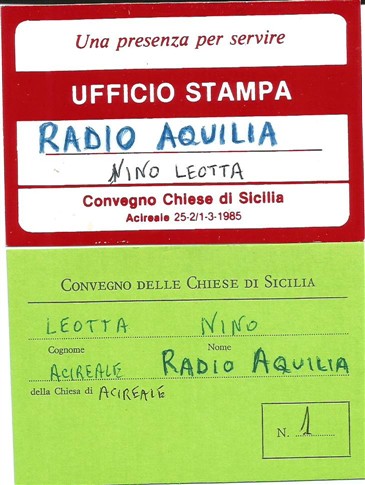 Una presenza per servire
UFFICIO STAMPA
RADIO AQUILIA
NINO LEOTTA
Convegno Chiese di Sicilia
Acireale 25-2/1-3-1985
CONVEGNO DELLE CHIESE DI SICILIA
LEOTTA NINO
Cognome Nome
ACIREALE RADIO AQUILIA
della Chiesa di ACIREALE
N. 1